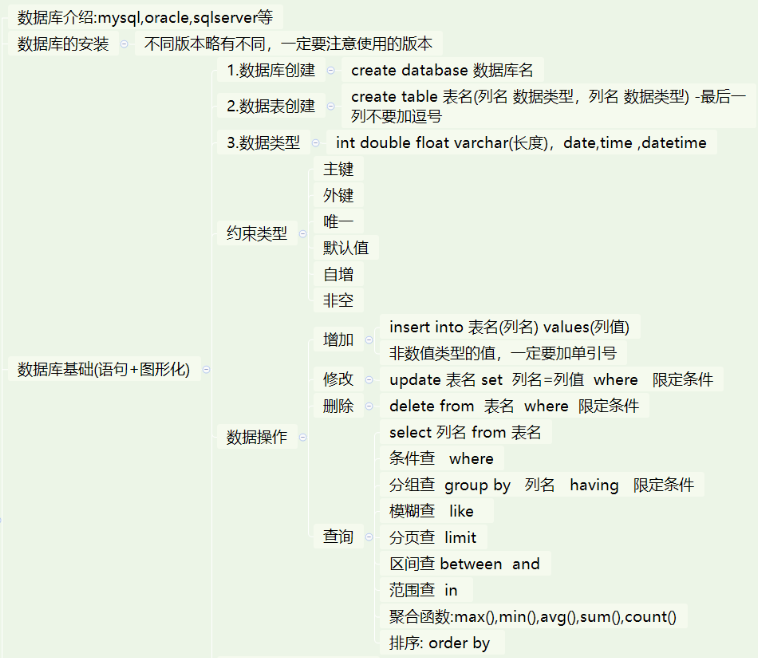 数据库介绍:mysql,oracle,sqlserver等
数据库的安装
不同版本略有不同，一定要注意使用的版本
数据库基础(语句+图形化)
1.数据库创建
create database 数据库名
2.数据表创建
create table 表名(列名 数据类型，列名 数据类型) -最后一
列不要加逗号
3.数据类型
int double float varchar(长度)，date,time ,datetime
约束类型
主键
外键
唯一
默认值
自增
非空
数据操作
增加
insert into 表名(列名) values(列值)
非数值类型的值，一定要加单引号
修改
update 表名 set 列名=列值 where 限定条件
删除
delete from 表名 where 限定条件
查询
select 列名 from 表名
条件查 where
分组查 group by 列名 having 限定条件
模糊查 like
分页查 limit
区间查 between and
范围查 in
聚合函数:max(),min(),avg(),sum(),count()
排序: order by